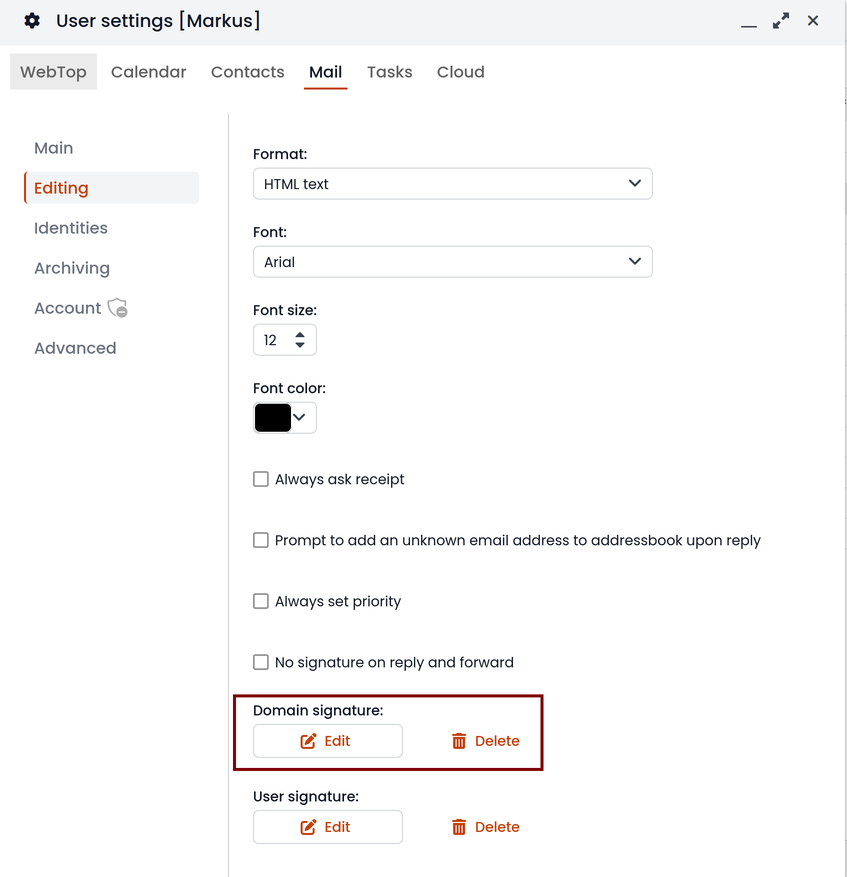 User settings [Markus]
WebTop Calendar Contacts Mail Tasks Cloud
Main
Editing
Identities
Archiving
Account
Advanced
Format:
HTML text
Font:
Arial
Font size:
12
Font color:
Always ask receipt
Prompt to add an unknown email address to addressbook upon reply
Always set priority
No signature on reply and forward
Domain signature:
Edit Delete
User signature:
Edit Delete